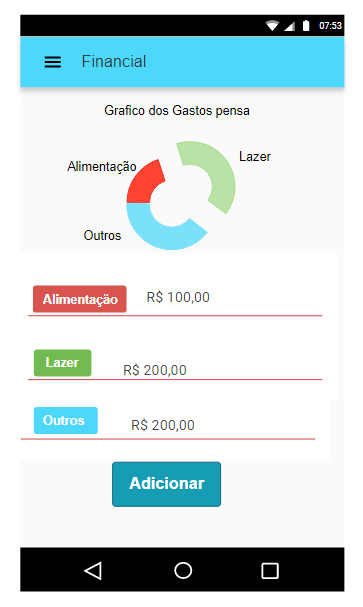 07:53
Financial
Grafico dos Gastos pensa
Lazer
Alimentação
Outros
Alimentação R$ 100,00
Lazer R$ 200,00
Outros R$ 200,00
Adicionar